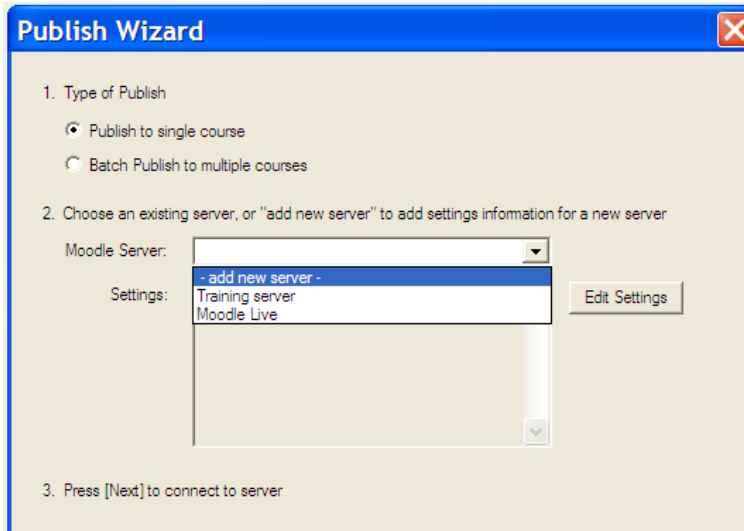 Publish Wizard
1. Type of Publish
Publish to single course
Batch Publish to multiple courses
2. Choose an existing server, or "add new server" to add settings information for a new server
Moodle Server:
- add new server -
Training server
Moodle Live
Settings:
Edit Settings
3. Press [Next] to connect to server